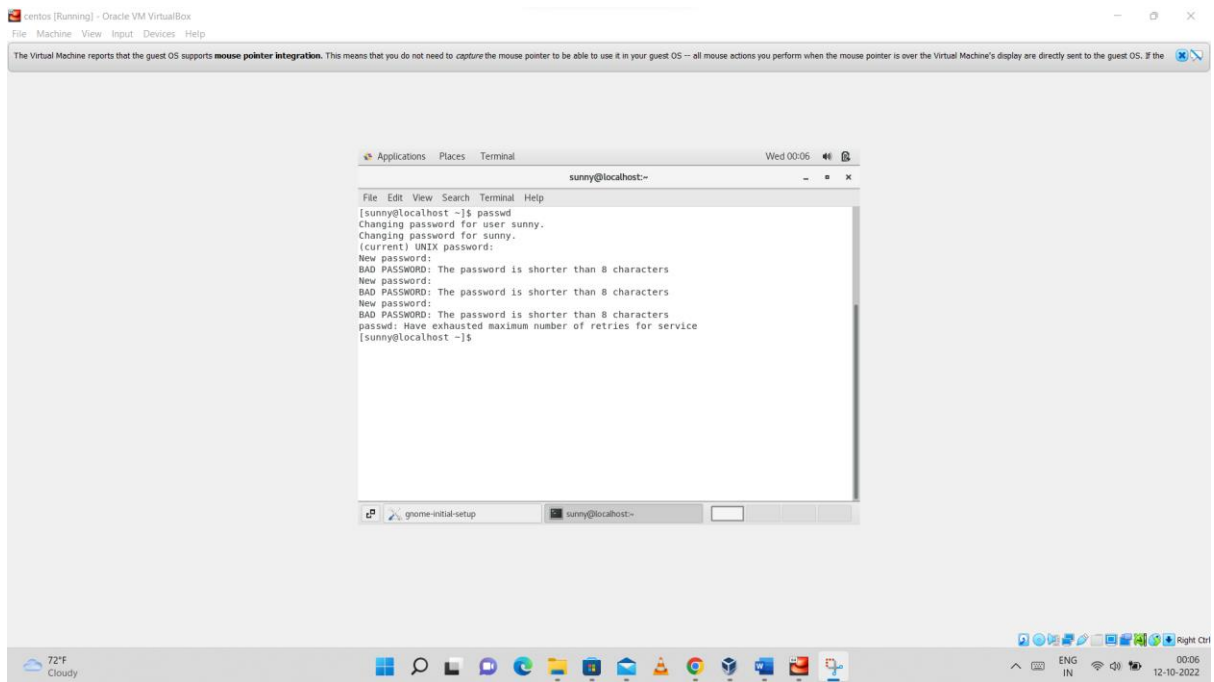 centos [Running] - Oracle VM VirtualBox
File Machine View Input Devices Help
The Virtual Machine reports that the guest OS supports mouse pointer integration. This means that you do not need to capture the mouse pointer to be able to use it in your guest OS -- all mouse actions you perform when the mouse pointer is over the Virtual Machine's display are directly sent to the guest OS. If the
Applications Places Terminal Wed 00:06
sunny@localhost:~
File Edit View Search Terminal Help
[sunny@localhost ~]$ passwd
Changing password for user sunny.
Changing password for sunny.
(current) UNIX password:
New password:
BAD PASSWORD: The password is shorter than 8 characters
New password:
BAD PASSWORD: The password is shorter than 8 characters
New password:
BAD PASSWORD: The password is shorter than 8 characters
passwd: Have exhausted maximum number of retries for service
[sunny@localhost ~]$
gnome-initial-setup sunny@localhost:~
Right Ctrl
72°F
Cloudy
ENG
IN
00:06
12-10-2022